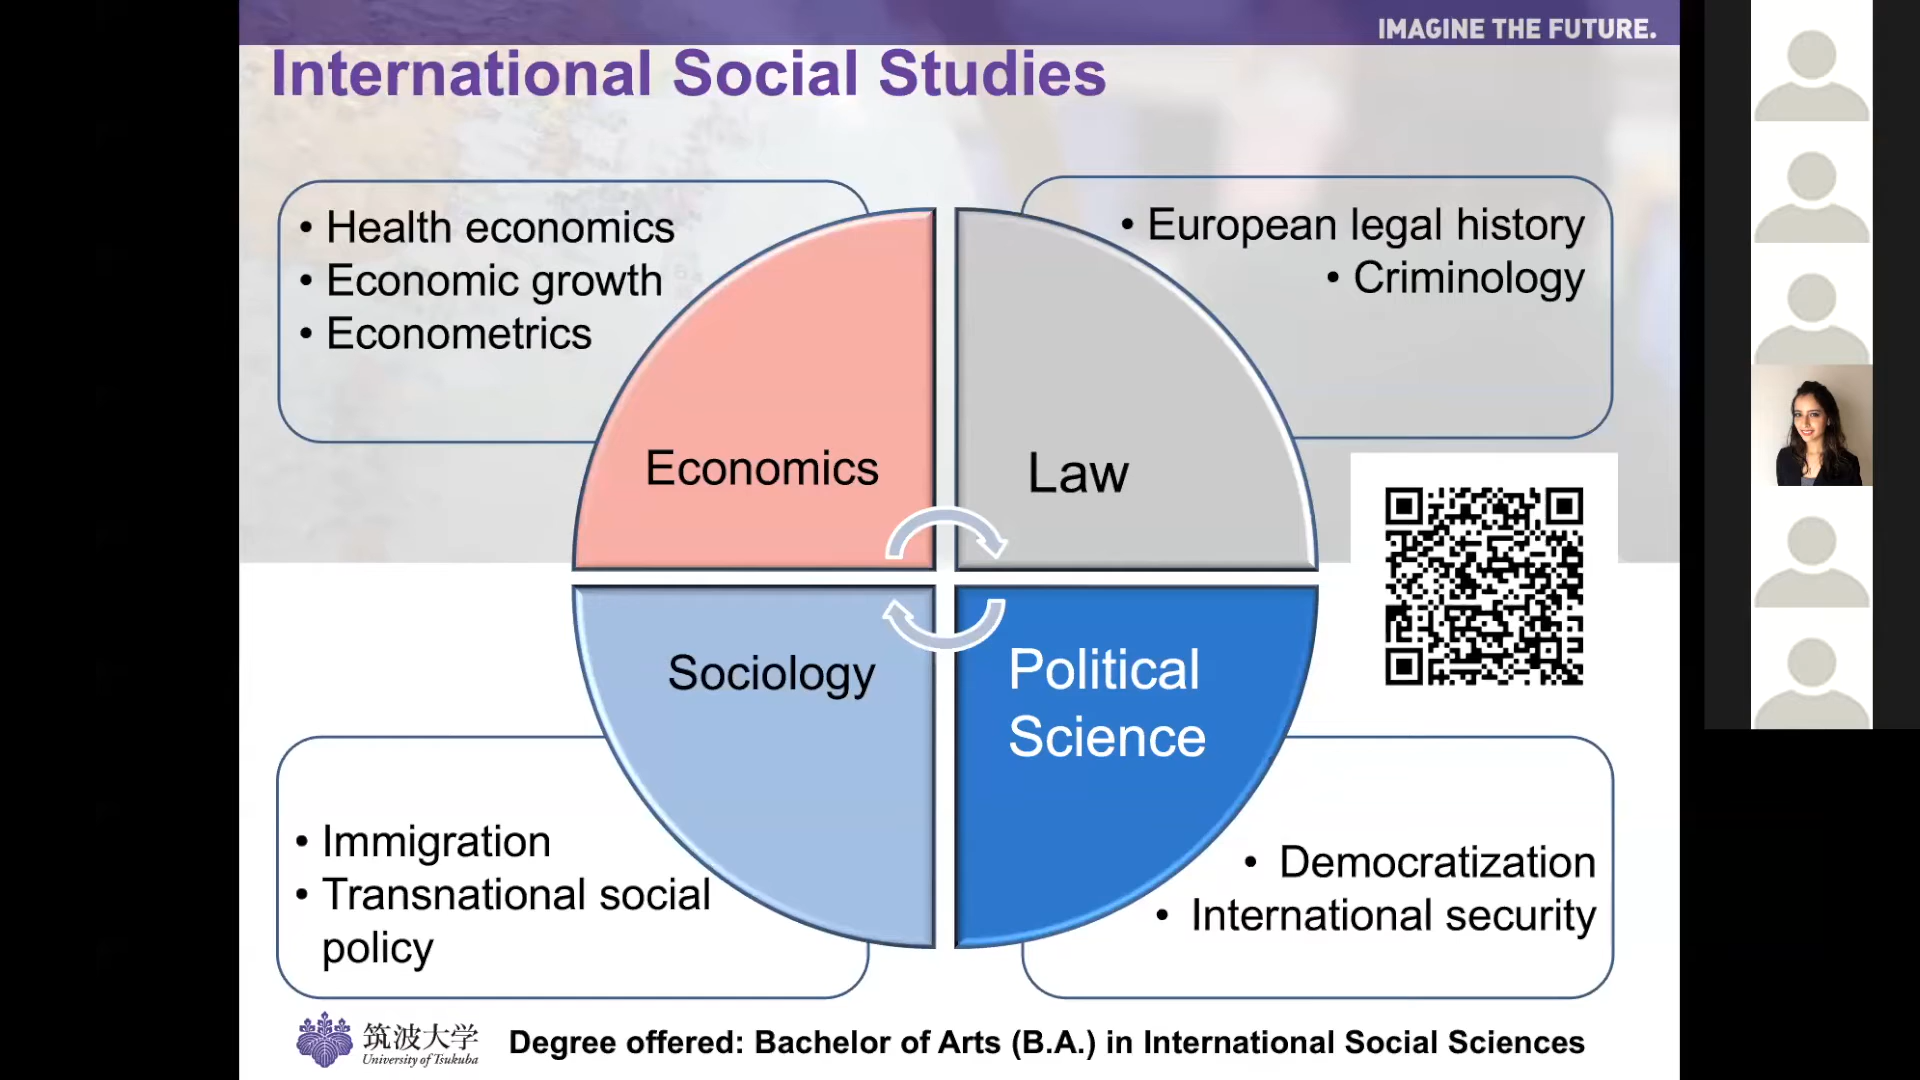 IMAGINE THE FUTURE.
International Social Studies
• Health economics
• Economic growth
• Econometrics
• European legal history
• Criminology
Economics
Law
Sociology
Political
Science
• Immigration
• Transnational social
policy
• Democratization
• International security
筑波大学
University of Tsukuba
Degree offered: Bachelor of Arts (B.A.) in International Social Sciences